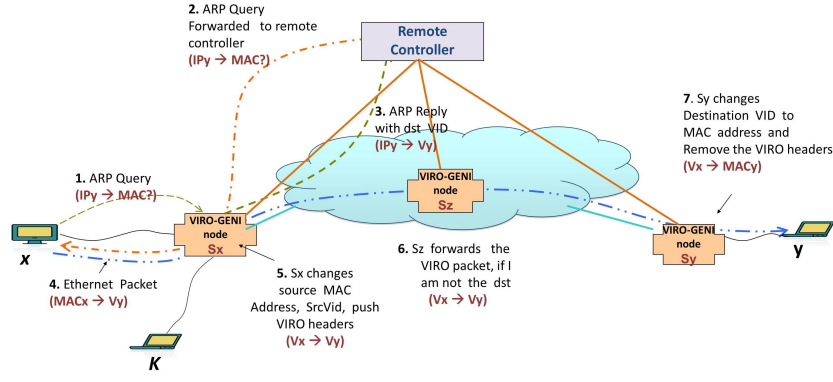 2. ARP Query
Forwarded to remote
controller
(IPy → MAC?)
Remote
Controller
3. ARP Reply
with dst VID
(IPy → Vy)
7. Sy changes
Destination VID to
MAC address and
Remove the VIRO headers
(Vx → MACy)
1. ARP Query
(IPy → MAC?)
VIRO-GENI
node
Sx
VIRO-GENI
node
Sz
VIRO-GENI
node
Sy
x
y
4. Ethernet Packet
(MACx → Vy)
5. Sx changes
source MAC
Address, SrcVid, push
VIRO headers
(Vx → Vy)
6. Sz forwards the
VIRO packet, if I
am not the dst
(Vx → Vy)
K